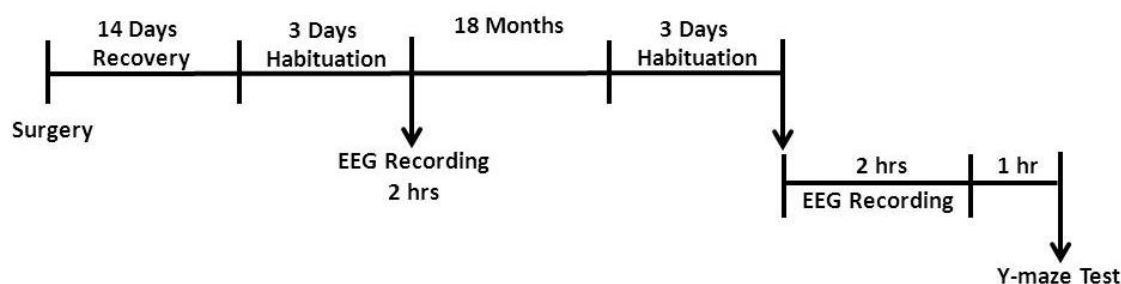 14 Days
Recovery
3 Days
Habituation
18 Months
3 Days
Habituation
Surgery
EEG Recording
2 hrs
2 hrs
EEG Recording
1 hr
Y-maze Test